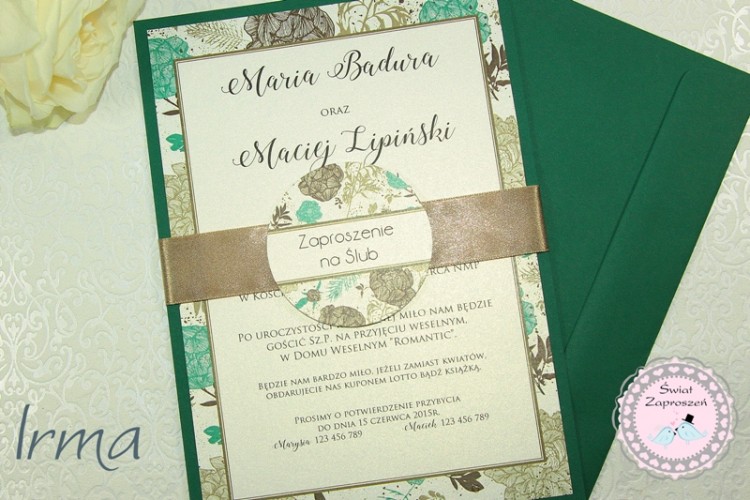 Maria Badura
ORAZ
Maciej Lipiński
Zaproszenie
na Ślub
NMP
W
PO UROCZYSTOŚCI MIŁO NAM BĘDZIE
GOŚCIĆ SZ.P. NA PRZYJĘCIU WESELNYM,
W DOMU WESELNYM "ROMANTIC".
BĘDZIE NAM BARDZO MIŁO, JEŻELI ZAMIAST KWIATÓW,
OBDARUJECIE NAS KUPONEM LOTTO BĄDŹ KSIĄŻKĄ.
PROSIMY O POTWIERDZENIE PRZYBYCIA
DO DNIA 15 CZERWCA 2015R.
Marysia 123 456 789 Maciek 123 456 789
Irma
Świat
Zaproszeń